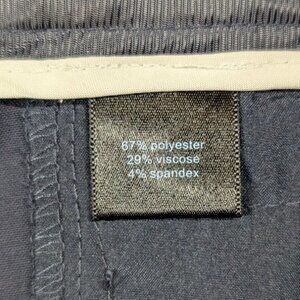 67% polyester
29% viscose
4% spandex